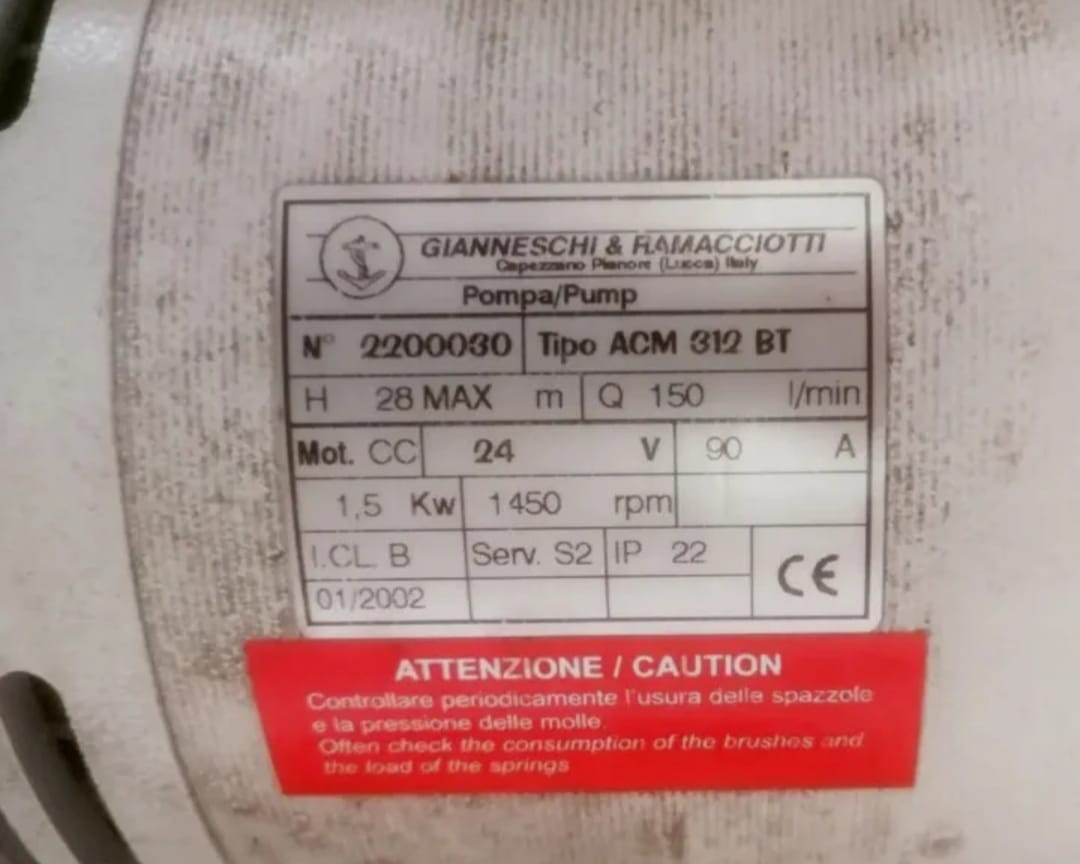 GIANNESCHI & RAMACCIOTTI
Capezzano Pianore (Lucca) Italy
Pompa/Pump
N° 2200030 Tipo ACM 312 BT
H 28 MAX m Q 150 l/min
Mot. CC 24 V 90 A
1,5 Kw 1450 rpm
I.CL. B Serv. S2 IP 22 CE
01/2002
ATTENZIONE / CAUTION
Controllare periodicamente l'usura delle spazzole
e la pressione delle molle.
Often check the consumption of the brushes and
the load of the springs